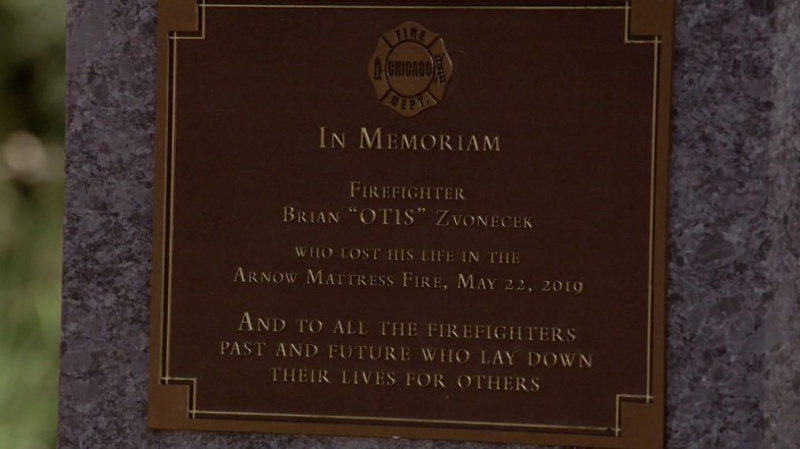 FIRE
CHICAGO
DEPT.
IN MEMORIAM
FIREFIGHTER
BRIAN “OTIS” ZVONECEK
WHO LOST HIS LIFE IN THE
ARNOW MATTRESS FIRE, MAY 22, 2019
AND TO ALL THE FIREFIGHTERS
PAST AND FUTURE WHO LAY DOWN
THEIR LIVES FOR OTHERS